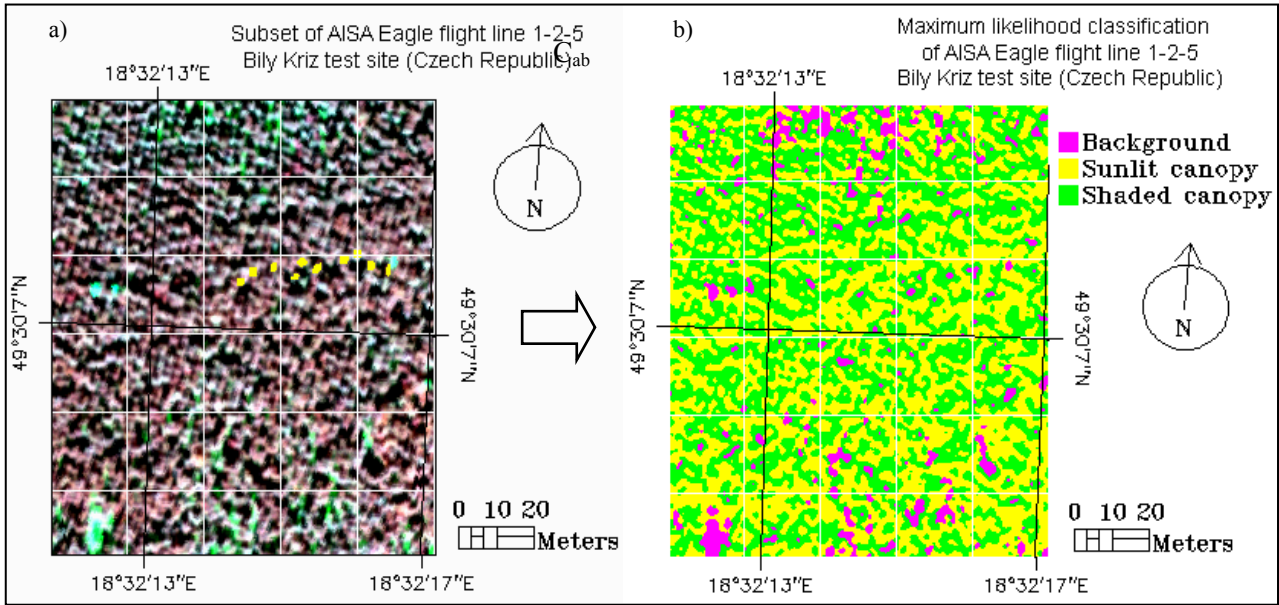 a)
Subset of AISA Eagle flight line 1-2-5
Bily Kriz test site (Czech Republic)
Cab
18°32'13"E
N
49°30'7"N
49°30'7"N
0 10 20
Meters
18°32'13"E
18°32'17"E
b)
Maximum likelihood classification
of AISA Eagle flight line 1-2-5
Bily Kriz test site (Czech Republic)
18°32'13"E
Background
Sunlit canopy
Shaded canopy
N
49°30'7"N
49°30'7"N
0 10 20
Meters
18°32'13"E
18°32'17"E